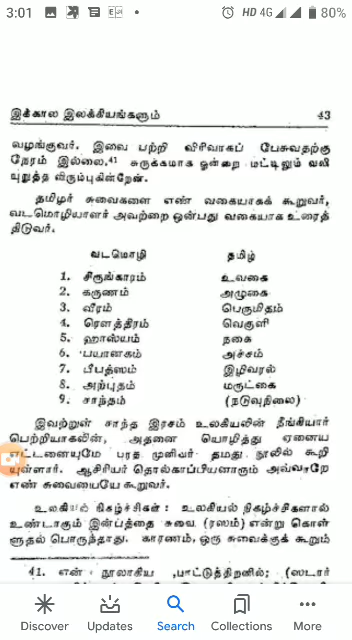 3:01 HD 4G 80%
இக்கால இலக்கியங்களும் 43
வழங்குவர். இவை பற்றி விரிவாகப் பேசுவதற்கு
நேரம் இல்லை.41 சுருக்கமாக ஒன்றை மட்டிலும் வலி
யுறுத்த விரும்புகின்றேன்.
தமிழர் சுவைகளை எண் வகையாகக் கூறுவர்,
வடமொழியாளர் அவற்றை ஒன்பது வகையாக உரைத்
திடுவர்.
வடமொழி தமிழ்
1. சிருங்காரம் உவகை
2. கருணம் அழுகை
3. வீரம் பெருமிதம்
4. ரௌத்திரம் வெகுளி
5. ஹாஸ்யம் நகை
6. பயானகம் அச்சம்
7. பீபத்ஸம் இழிவரல்
8. அற்புதம் மருட்கை
9. சாந்தம் (நடுவுநிலை)
இவற்றுள் சாந்த இரசம் உலகியலின் நீங்கியார்
பெற்றியாகலின், அதனை யொழித்து ஏனைய
எட்டனையுமே பரத முனிவர் தமது நூலில் கூறி
யுள்ளார். ஆசிரியர் தொல்காப்பியனாரும் அவ்வாறே
எண் சுவையையே கூறுவர்.
உலகியல் நிகழ்ச்சிகள் : உலகியல் நிகழ்ச்சிகளால்
உண்டாகும் இன்பத்தை சுவை (ரஸம்) என்று கொள்
ளுதல் பொருந்தாது. காரணம், ஒரு சுவைக்குக் கூறும்
41. என் நூலாகிய பாட்டுத்திறனில்; (ஸடார்
Discover Updates Search Collections More